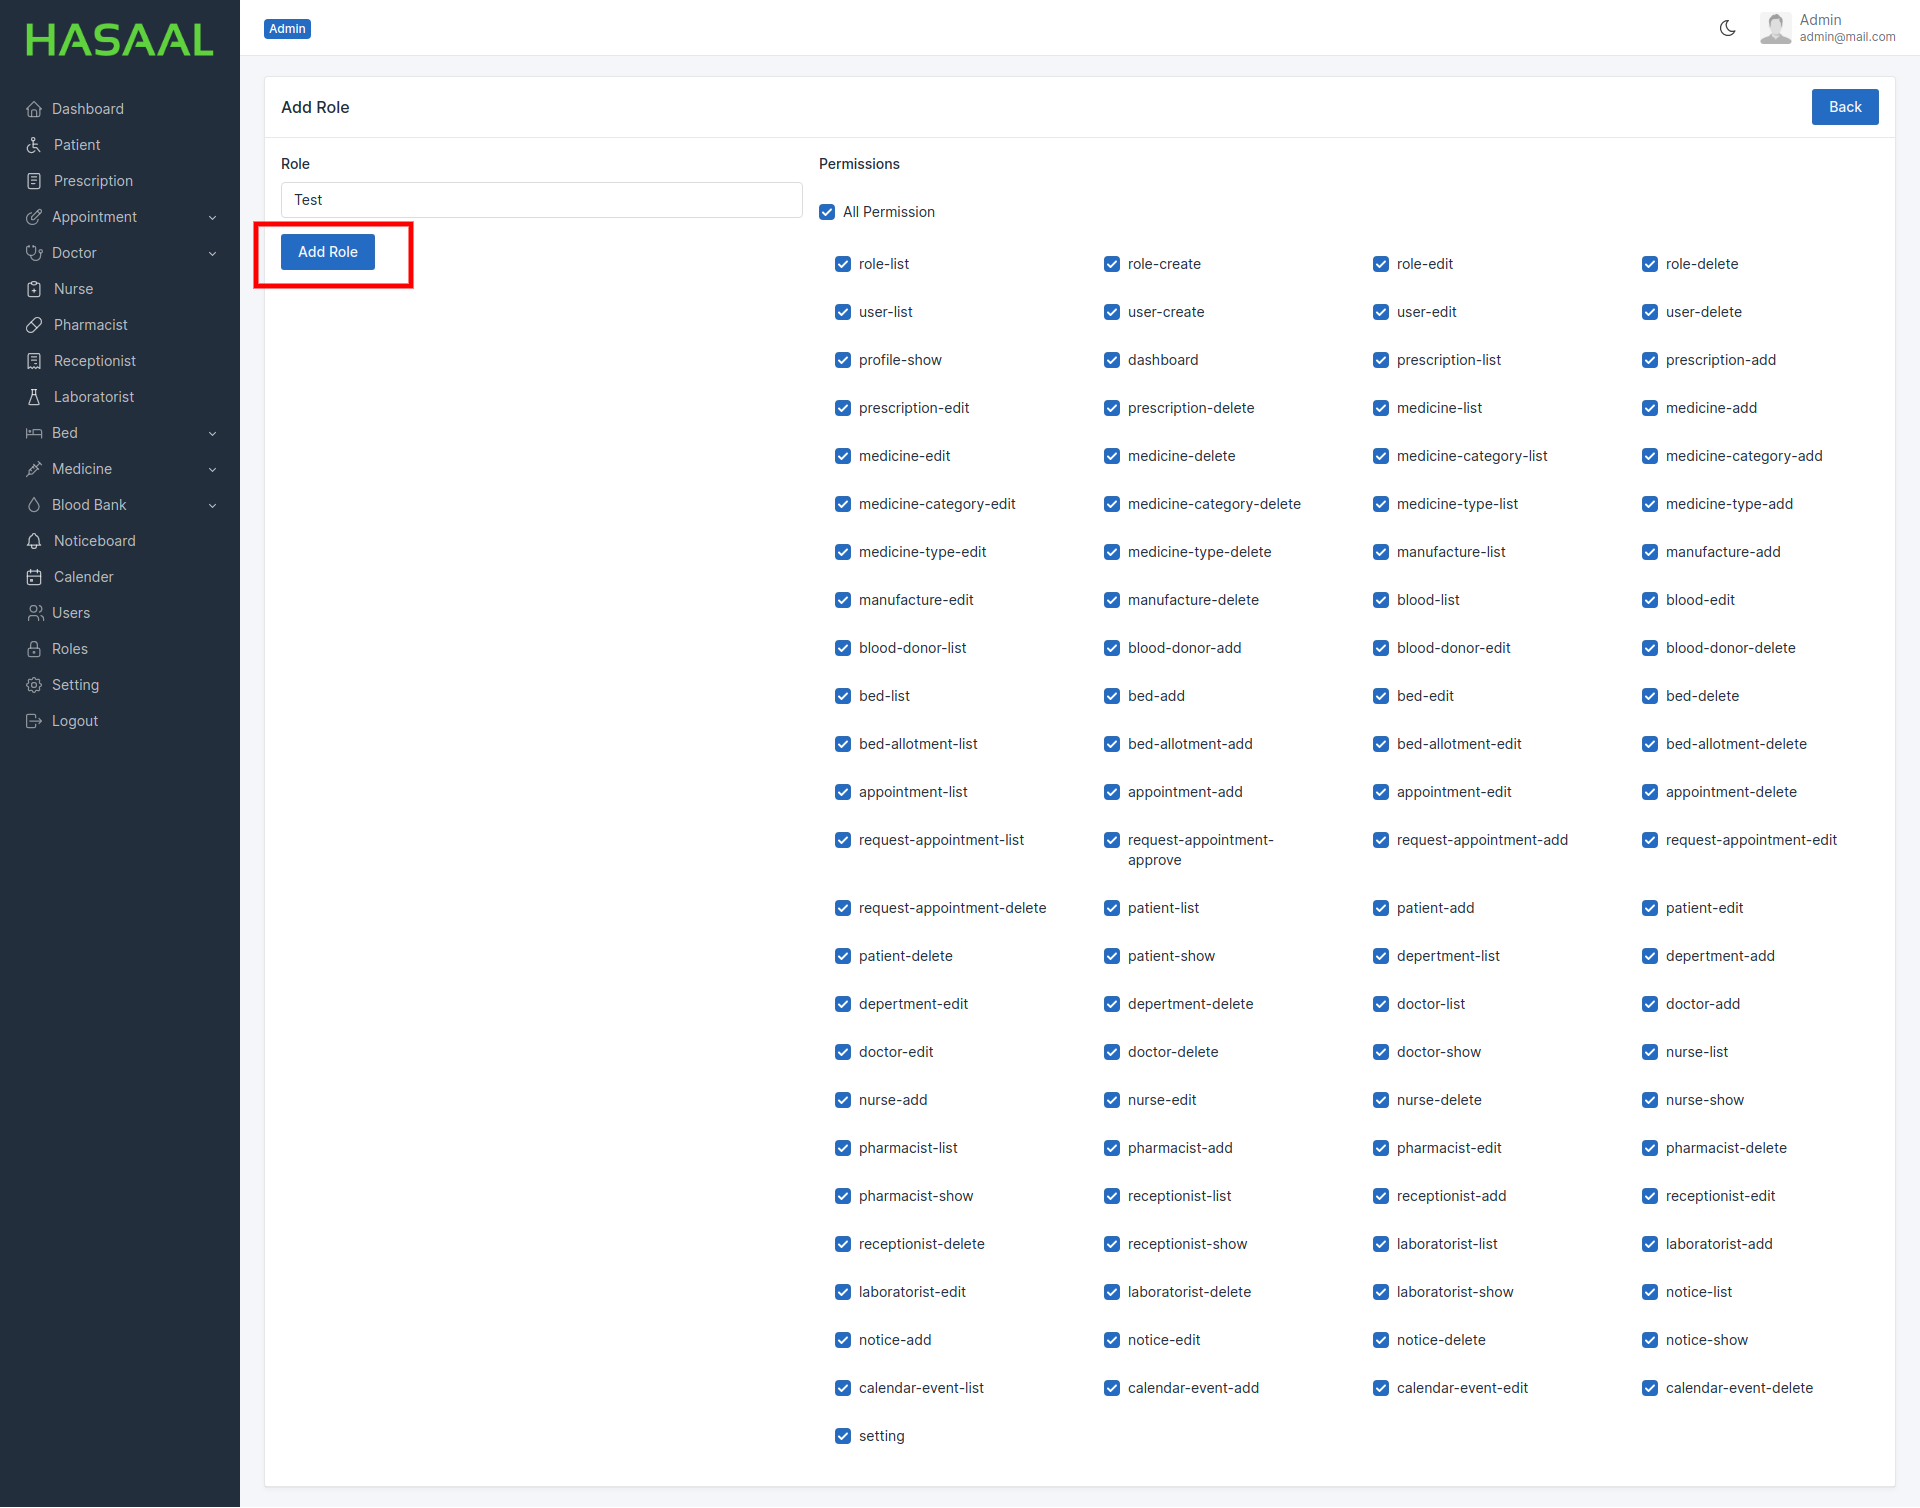 HASAAL
Dashboard
Patient
Prescription
Appointment
Doctor
Nurse
Pharmacist
Receptionist
Laboratorist
Bed
Medicine
Blood Bank
Noticeboard
Calender
Users
Roles
Setting
Logout
Admin
Admin
admin@mail.com
Add Role
Back
Role
Test
Add Role
Permissions
All Permission
role-list role-create role-edit role-delete
user-list user-create user-edit user-delete
profile-show dashboard prescription-list prescription-add
prescription-edit prescription-delete medicine-list medicine-add
medicine-edit medicine-delete medicine-category-list medicine-category-add
medicine-category-edit medicine-category-delete medicine-type-list medicine-type-add
medicine-type-edit medicine-type-delete manufacture-list manufacture-add
manufacture-edit manufacture-delete blood-list blood-edit
blood-donor-list blood-donor-add blood-donor-edit blood-donor-delete
bed-list bed-add bed-edit bed-delete
bed-allotment-list bed-allotment-add bed-allotment-edit bed-allotment-delete
appointment-list appointment-add appointment-edit appointment-delete
request-appointment-list request-appointment- request-appointment-add request-appointment-edit
approve
request-appointment-delete patient-list patient-add patient-edit
patient-delete patient-show depertment-list depertment-add
depertment-edit depertment-delete doctor-list doctor-add
doctor-edit doctor-delete doctor-show nurse-list
nurse-add nurse-edit nurse-delete nurse-show
pharmacist-list pharmacist-add pharmacist-edit pharmacist-delete
pharmacist-show receptionist-list receptionist-add receptionist-edit
receptionist-delete receptionist-show laboratorist-list laboratorist-add
laboratorist-edit laboratorist-delete laboratorist-show notice-list
notice-add notice-edit notice-delete notice-show
calendar-event-list calendar-event-add calendar-event-edit calendar-event-delete
setting